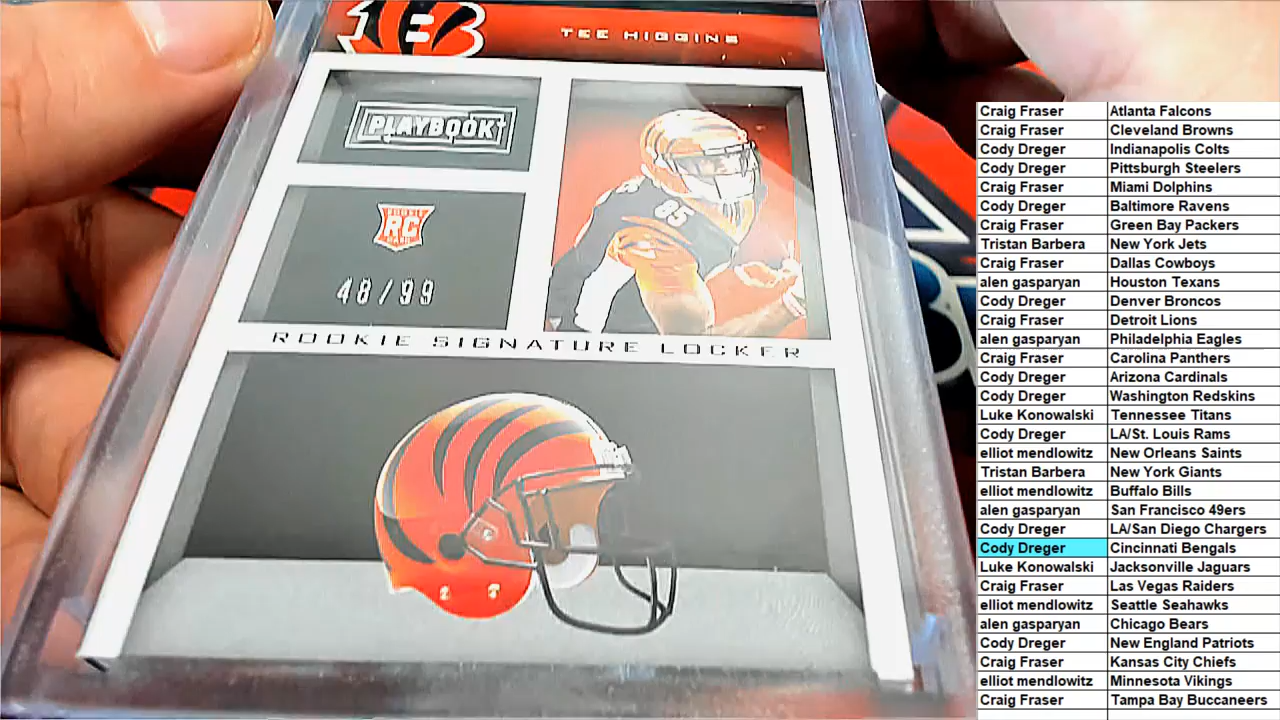 TEE HIGGINS
PLAYBOOK
ROOKIE
RC
CARD
85
48/99
ROOKIE SIGNATURE LOCKER
Craig Fraser Atlanta Falcons
Craig Fraser Cleveland Browns
Cody Dreger Indianapolis Colts
Cody Dreger Pittsburgh Steelers
Craig Fraser Miami Dolphins
Cody Dreger Baltimore Ravens
Craig Fraser Green Bay Packers
Tristan Barbera New York Jets
Craig Fraser Dallas Cowboys
alen gasparyan Houston Texans
Cody Dreger Denver Broncos
Craig Fraser Detroit Lions
alen gasparyan Philadelphia Eagles
Craig Fraser Carolina Panthers
Cody Dreger Arizona Cardinals
Cody Dreger Washington Redskins
Luke Konowalski Tennessee Titans
Cody Dreger LA/St. Louis Rams
elliot mendlowitz New Orleans Saints
Tristan Barbera New York Giants
elliot mendlowitz Buffalo Bills
alen gasparyan San Francisco 49ers
Cody Dreger LA/San Diego Chargers
Cody Dreger Cincinnati Bengals
Luke Konowalski Jacksonville Jaguars
Craig Fraser Las Vegas Raiders
elliot mendlowitz Seattle Seahawks
alen gasparyan Chicago Bears
Cody Dreger New England Patriots
Craig Fraser Kansas City Chiefs
elliot mendlowitz Minnesota Vikings
Craig Fraser Tampa Bay Buccaneers